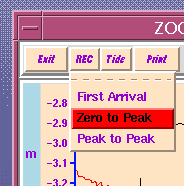 ZOO
Exit REC Tide Print
First Arrival
Zero to Peak
Peak to Peak
-2.8
-2.9
-3.0
m
-3.1
-3.2